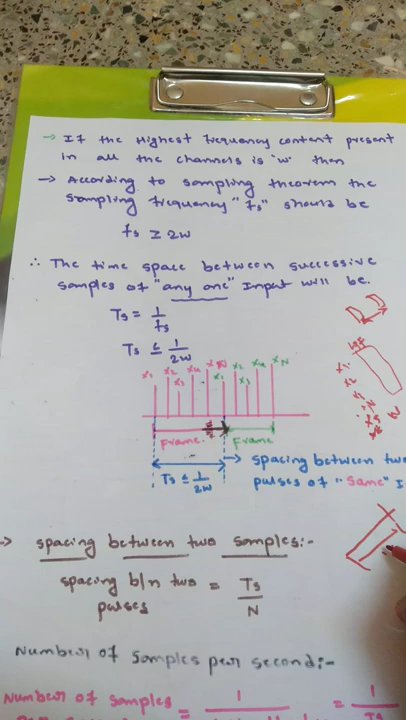 → If the Highest frequency content present
in all the channels is "w" then
→ According to sampling theorem the
sampling frequency "fs" should be
fs ≥ 2w
∴ The time space between successive
samples of "any one" Input will be.
Ts = 1/fs
Ts ≤ 1/2w
x1 x2 x3 x4 xN x1 x2 x3 x4 xN
Frame. Frame
Ts ≤ 1/2w
→ spacing between two
pulses of "same" I
→ spacing between two samples:-
spacing b/n two pulses = Ts/N
Number of samples per second:-
Number of samples = 1 = 1/Ts